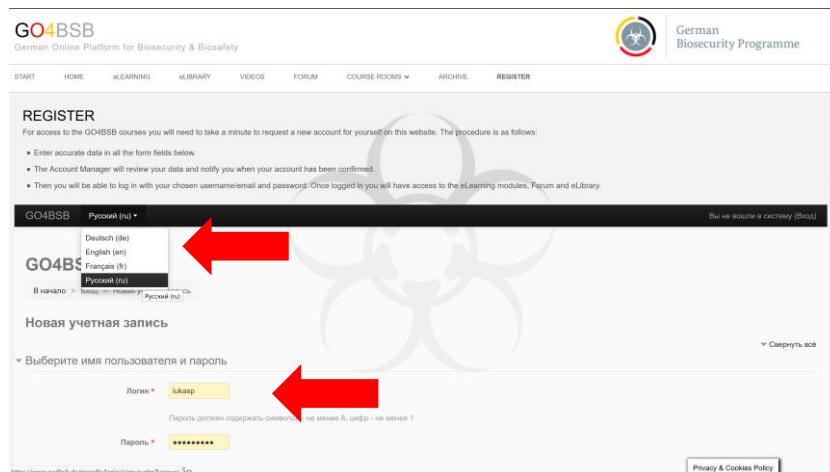 GO4BSB
German Online Platform for Biosecurity & Biosafety
German
Biosecurity Programme
START HOME eLEARNING eLIBRARY VIDEOS FORUM COURSE ROOMS ARCHIVE REGISTER
REGISTER
For access to the GO4BSB courses you will need to take a minute to request a new account for yourself on this website. The procedure is as follows:
Enter accurate data in all the form fields below.
The Account Manager will review your data and notify you when your account has been confirmed.
Then you will be able to log in with your chosen username/email and password. Once logged in you will have access to the eLearning modules, Forum and eLibrary.
GO4BSB Русский (ru) Вы не вошли в систему (Вход)
Deutsch (de)
English (en)
Français (fr)
Русский (ru)
GO4BS
В начало > Вход > Новая
Русский (ru)
Новая учетная запись
Свернуть всё
Выберите имя пользователя и пароль
Логин * lukasp
Пароль должен содержать символов - не менее 8, цифр - не менее 1
Пароль * •••••••••
Privacy & Cookies Policy